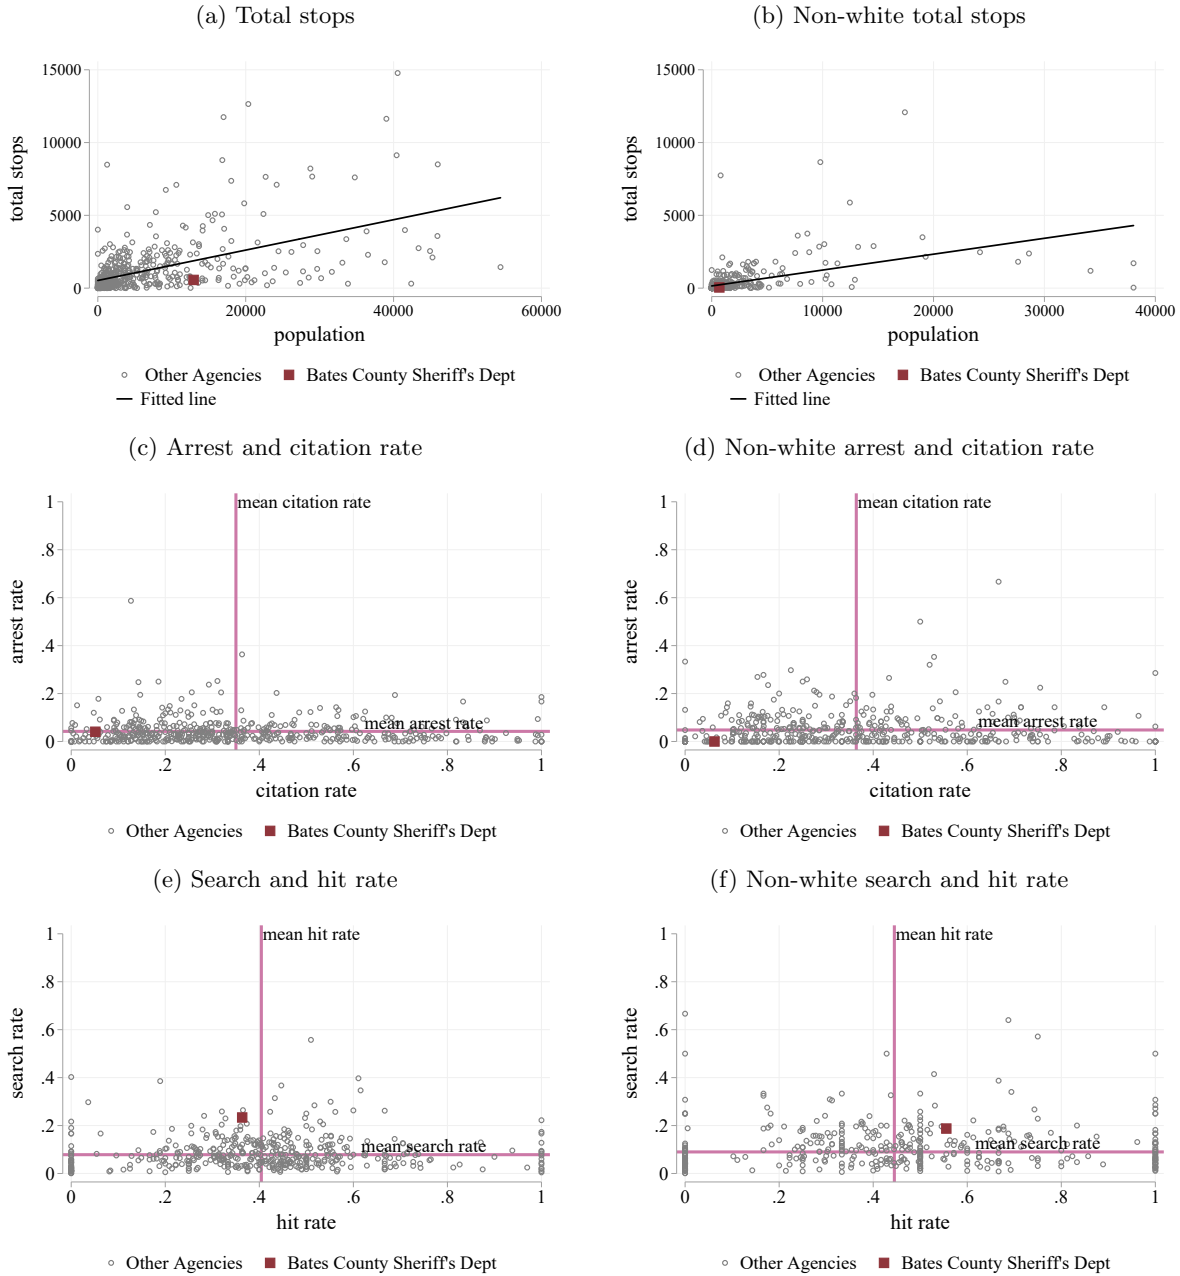 (a) Total stops
(b) Non-white total stops
total stops
15000
10000
5000
0
0 20000 40000 60000
population
Other Agencies Bates County Sheriff's Dept
Fitted line
total stops
15000
10000
5000
0
0 10000 20000 30000 40000
population
Other Agencies Bates County Sheriff's Dept
Fitted line
(c) Arrest and citation rate
(d) Non-white arrest and citation rate
arrest rate
1
.8
.6
.4
.2
0
mean citation rate
mean arrest rate
0 .2 .4 .6 .8 1
citation rate
Other Agencies Bates County Sheriff's Dept
arrest rate
1
.8
.6
.4
.2
0
mean citation rate
mean arrest rate
0 .2 .4 .6 .8 1
citation rate
Other Agencies Bates County Sheriff's Dept
(e) Search and hit rate
(f) Non-white search and hit rate
search rate
1
.8
.6
.4
.2
0
mean hit rate
mean search rate
0 .2 .4 .6 .8 1
hit rate
Other Agencies Bates County Sheriff's Dept
search rate
1
.8
.6
.4
.2
0
mean hit rate
mean search rate
0 .2 .4 .6 .8 1
hit rate
Other Agencies Bates County Sheriff's Dept